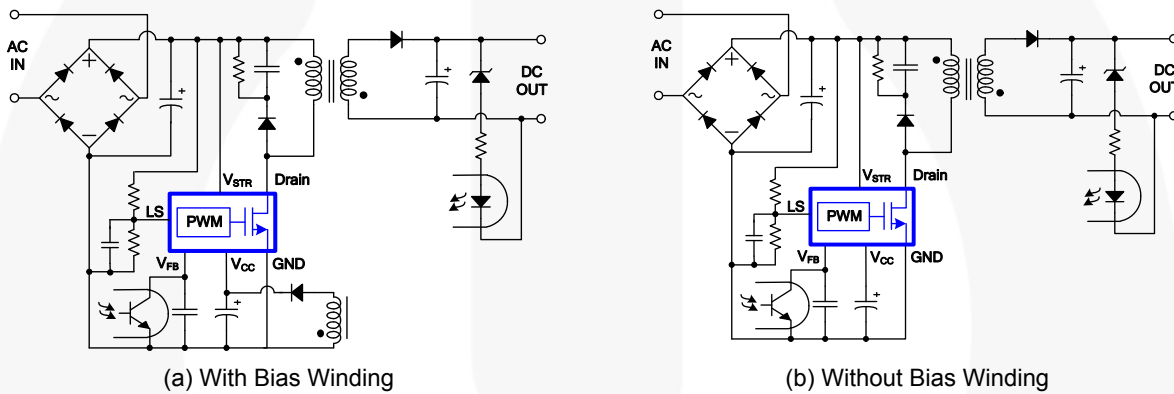 AC
IN
+
~
~
−
+
+
DC
OUT
VSTR
Drain
LS
PWM
VFB
VCC
GND
+
(a) With Bias Winding
AC
IN
+
~
~
−
+
+
DC
OUT
VSTR
Drain
LS
PWM
VFB
VCC
GND
+
(b) Without Bias Winding